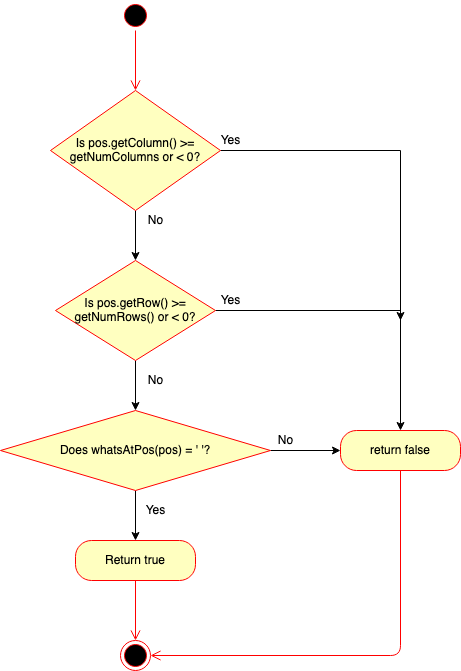 Is pos.getColumn() >=
getNumColumns or < 0?
Yes
No
Is pos.getRow() >=
getNumRows() or < 0?
Yes
No
Does whatsAtPos(pos) = ' '?
No
return false
Yes
Return true